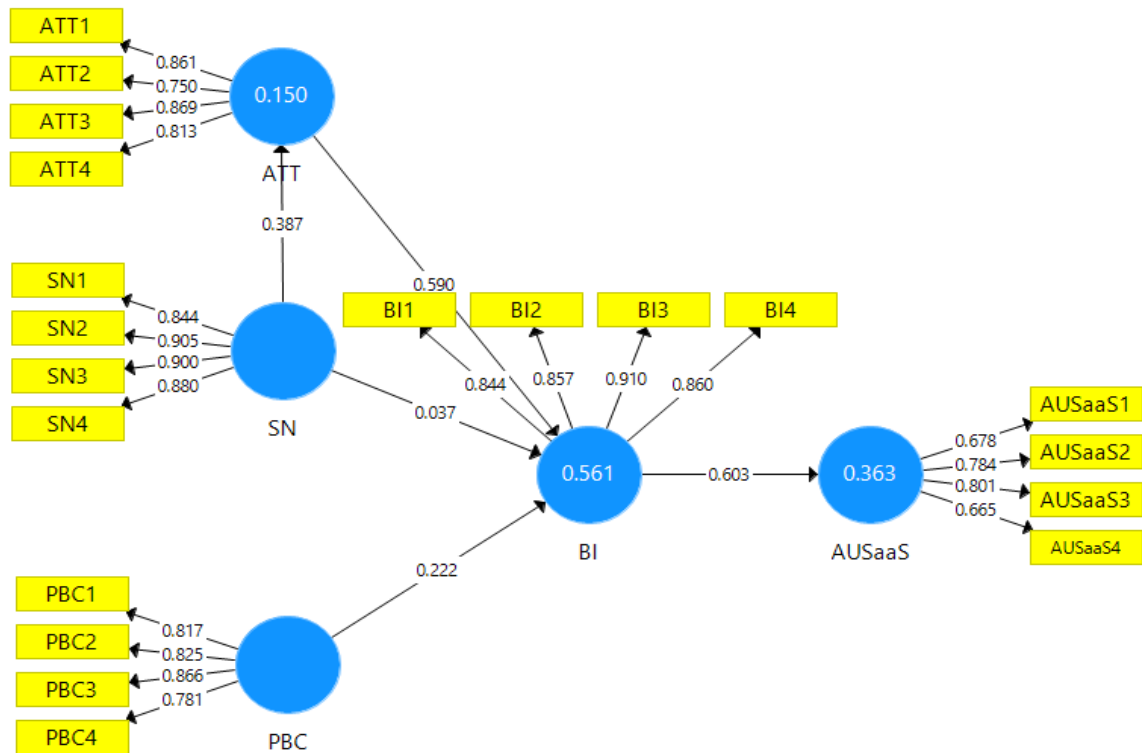 ATT1
ATT2
ATT3
ATT4
0.861
0.750
0.869
0.813
0.150
ATT
0.387
0.590
SN1
SN2
SN3
SN4
0.844
0.905
0.900
0.880
SN
0.037
BI1
BI2
BI3
BI4
0.844
0.857
0.910
0.860
0.561
BI
0.603
0.363
AUSaaS
0.678
0.784
0.801
0.665
AUSaaS1
AUSaaS2
AUSaaS3
AUSaaS4
0.222
PBC1
PBC2
PBC3
PBC4
0.817
0.825
0.866
0.781
PBC